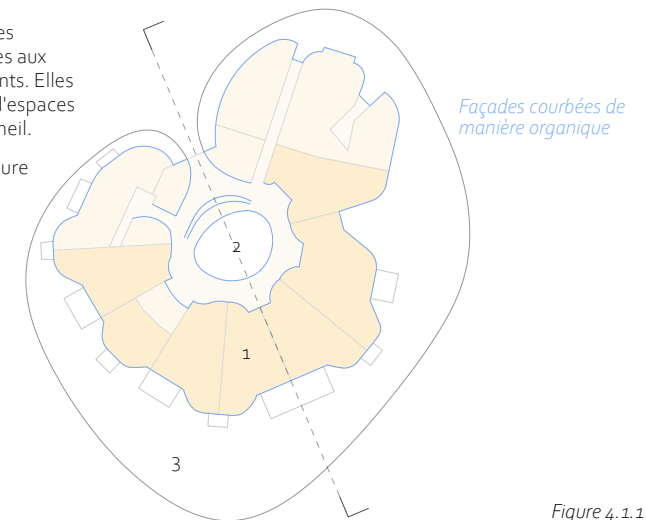 es
es aux
nts. Elles
d'espaces
neil.
ure
Façades courbées de
manière organique
2
1
3
Figure 4.1.1